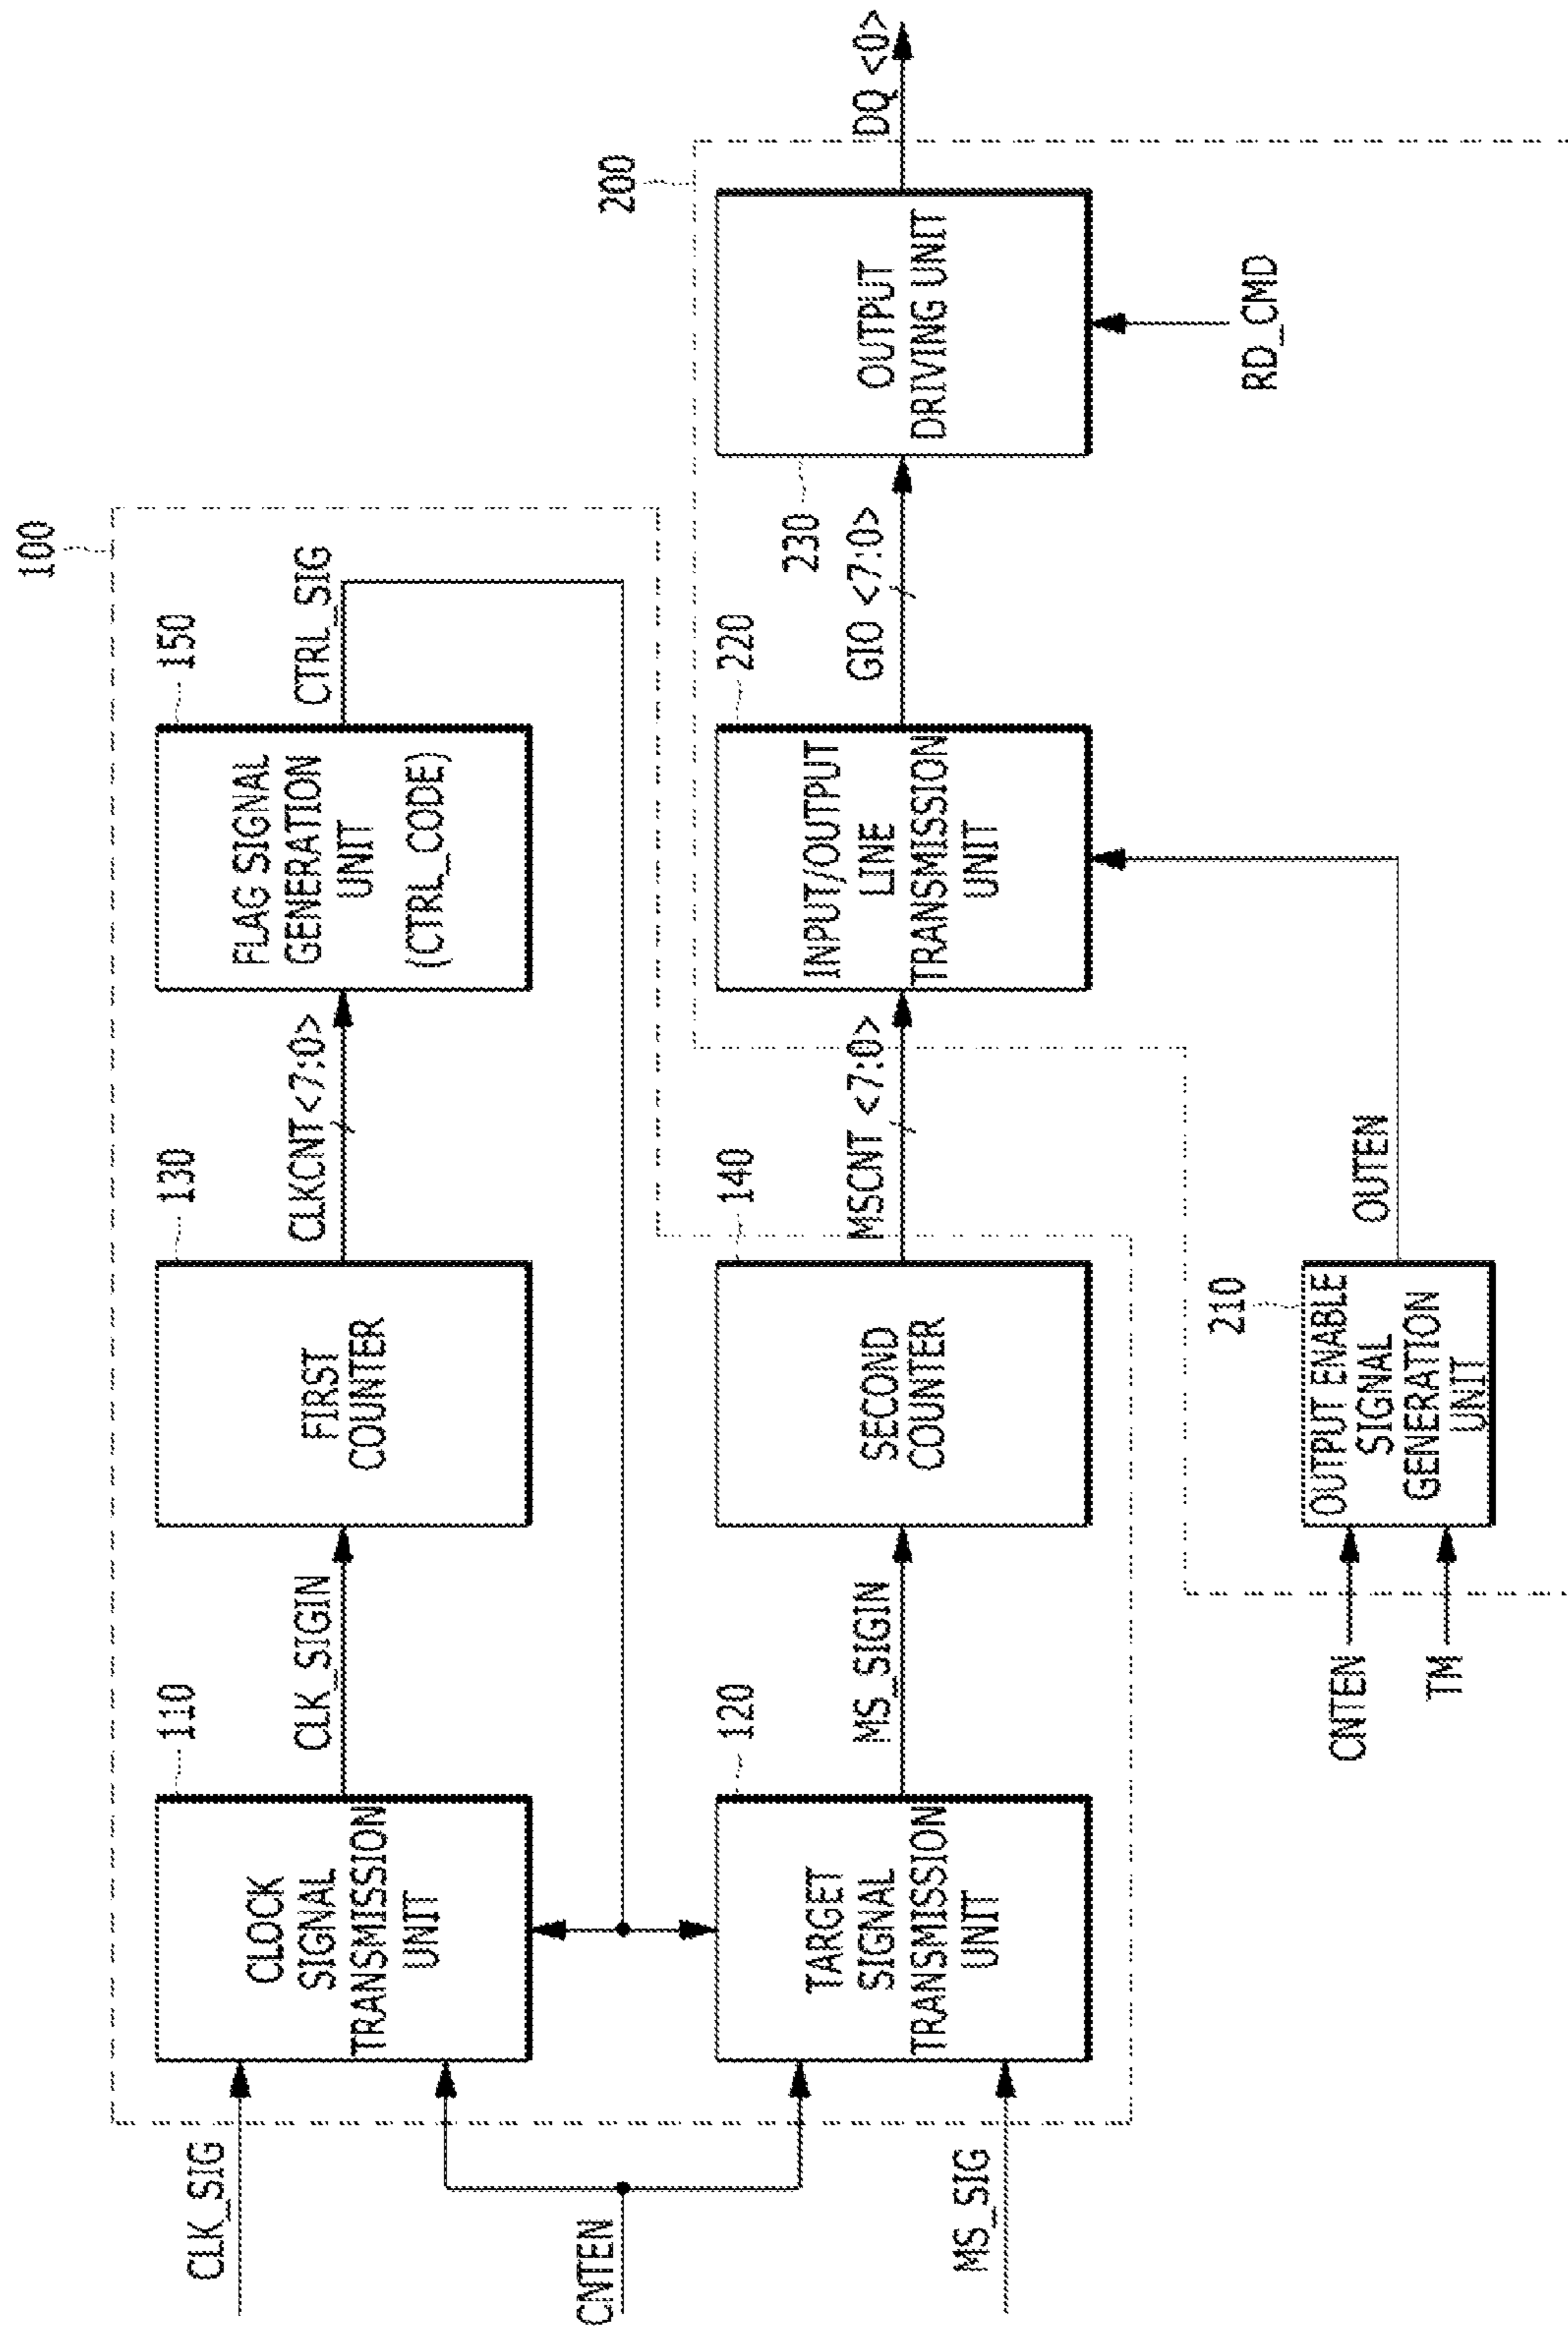 100
CLK_SIG
110
CLOCK
SIGNAL
TRANSMISSION
UNIT
CLK_SIGIN
130
FIRST
COUNTER
CLKCNT <7:0>
150
FLAG SIGNAL
GENERATION
UNIT
(CTRL_CODE)
CTRL_SIG
CNTEN
200
MS_SIG
120
TARGET
SIGNAL
TRANSMISSION
UNIT
MS_SIGIN
140
SECOND
COUNTER
MSCNT <7:0>
220
INPUT/OUTPUT
LINE
TRANSMISSION
UNIT
GIO <7:0>
230
OUTPUT
DRIVING UNIT
DQ <0>
RD_CMD
CNTEN
TM
210
OUTPUT ENABLE
SIGNAL
GENERATION
UNIT
OUTEN